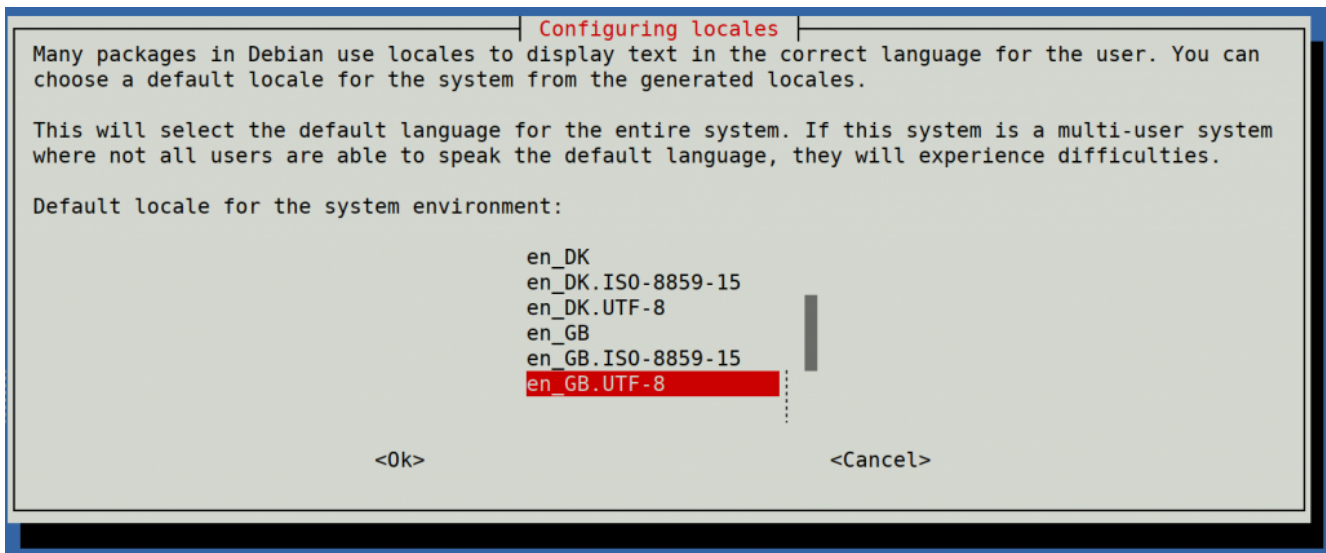 Configuring locales
Many packages in Debian use locales to display text in the correct language for the user. You can
choose a default locale for the system from the generated locales.
This will select the default language for the entire system. If this system is a multi-user system
where not all users are able to speak the default language, they will experience difficulties.
Default locale for the system environment:
en_DK
en_DK.ISO-8859-15
en_DK.UTF-8
en_GB
en_GB.ISO-8859-15
en_GB.UTF-8
<Ok> <Cancel>